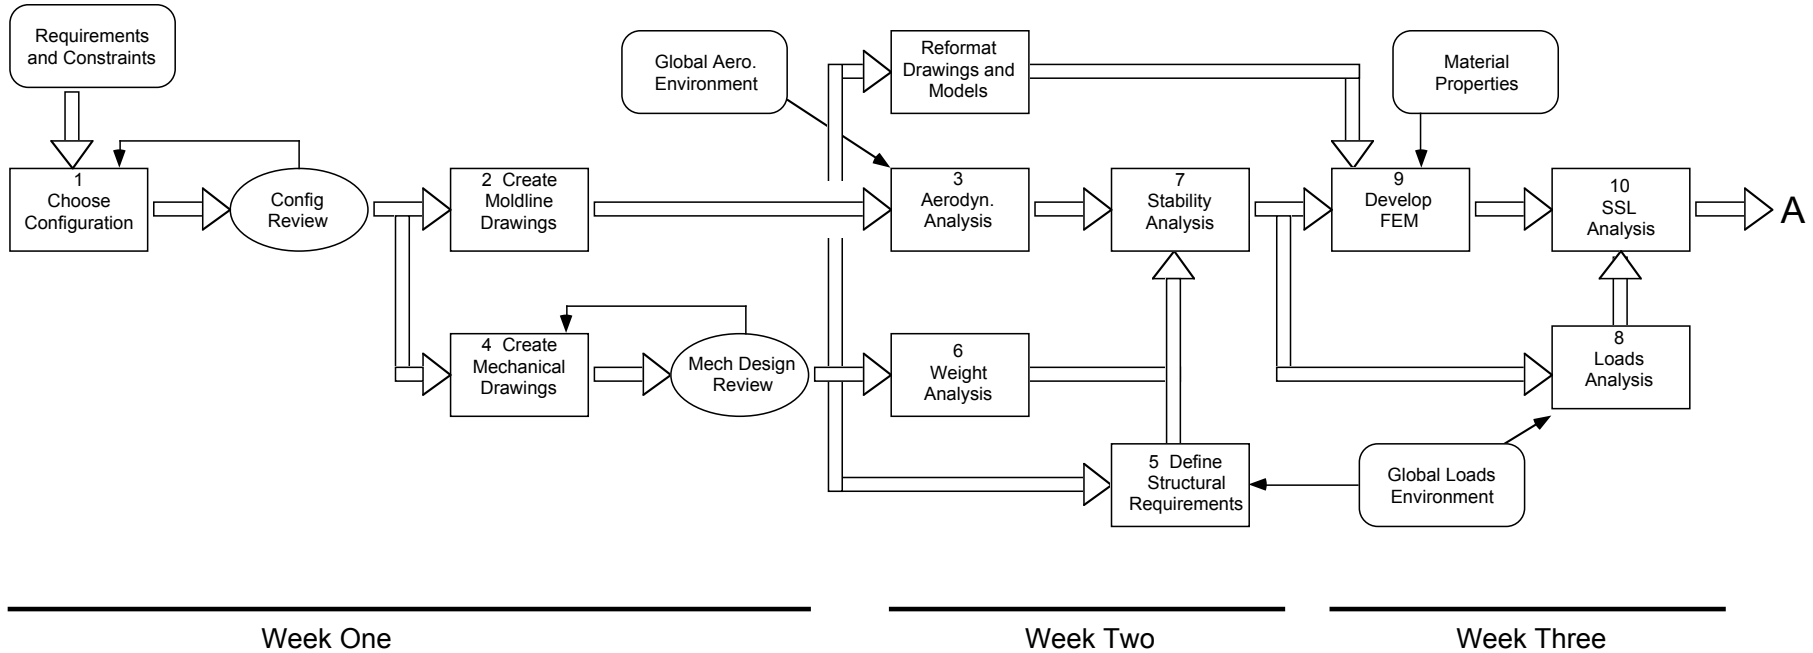 Requirements
and Constraints
Global Aero.
Environment
Reformat
Drawings and
Models
Material
Properties
1
Choose
Configuration
Config
Review
2 Create
Moldline
Drawings
3
Aerodyn.
Analysis
7
Stability
Analysis
9
Develop
FEM
10
SSL
Analysis
A
4 Create
Mechanical
Drawings
Mech Design
Review
6
Weight
Analysis
8
Loads
Analysis
5 Define
Structural
Requirements
Global Loads
Environment
Week One
Week Two
Week Three